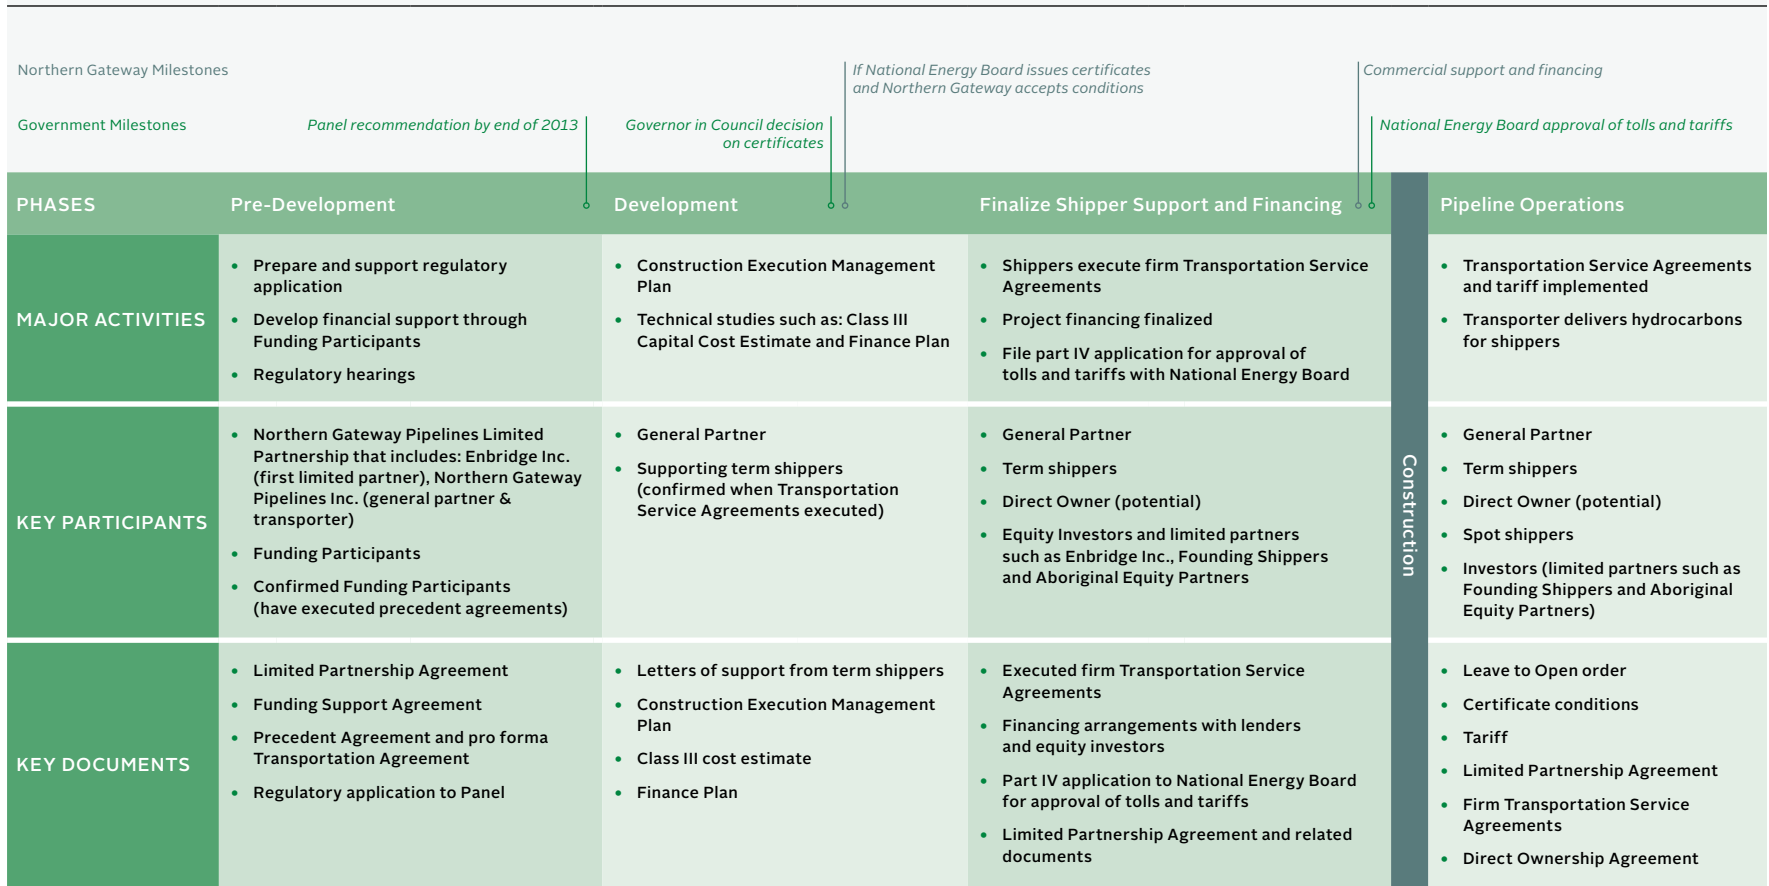 Northern Gateway Milestones
If National Energy Board issues certificates
and Northern Gateway accepts conditions
Commercial support and financing
Government Milestones
Panel recommendation by end of 2013
Governor in Council decision
on certificates
National Energy Board approval of tolls and tariffs
PHASES
Pre-Development
Development
Finalize Shipper Support and Financing
Construction
Pipeline Operations
MAJOR ACTIVITIES
• Prepare and support regulatory
application
• Develop financial support through
Funding Participants
• Regulatory hearings
• Construction Execution Management
Plan
• Technical studies such as: Class III
Capital Cost Estimate and Finance Plan
• Shippers execute firm Transportation Service
Agreements
• Project financing finalized
• File part IV application for approval of
tolls and tariffs with National Energy Board
• Transportation Service Agreements
and tariff implemented
• Transporter delivers hydrocarbons
for shippers
KEY PARTICIPANTS
• Northern Gateway Pipelines Limited
Partnership that includes: Enbridge Inc.
(first limited partner), Northern Gateway
Pipelines Inc. (general partner &
transporter)
• Funding Participants
• Confirmed Funding Participants
(have executed precedent agreements)
• General Partner
• Supporting term shippers
(confirmed when Transportation
Service Agreements executed)
• General Partner
• Term shippers
• Direct Owner (potential)
• Equity Investors and limited partners
such as Enbridge Inc., Founding Shippers
and Aboriginal Equity Partners
• General Partner
• Term shippers
• Direct Owner (potential)
• Spot shippers
• Investors (limited partners such as
Founding Shippers and Aboriginal
Equity Partners)
KEY DOCUMENTS
• Limited Partnership Agreement
• Funding Support Agreement
• Precedent Agreement and pro forma
Transportation Agreement
• Regulatory application to Panel
• Letters of support from term shippers
• Construction Execution Management
Plan
• Class III cost estimate
• Finance Plan
• Executed firm Transportation Service
Agreements
• Financing arrangements with lenders
and equity investors
• Part IV application to National Energy Board
for approval of tolls and tariffs
• Limited Partnership Agreement and related
documents
• Leave to Open order
• Certificate conditions
• Tariff
• Limited Partnership Agreement
• Firm Transportation Service
Agreements
• Direct Ownership Agreement